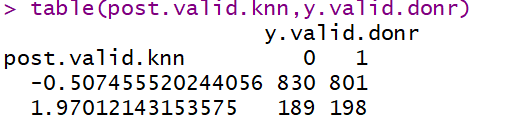 > table(post.valid.knn,y.valid.donr)
y.valid.donr
post.valid.knn 0 1
-0.507455520244056 830 801
1.97012143153575 189 198